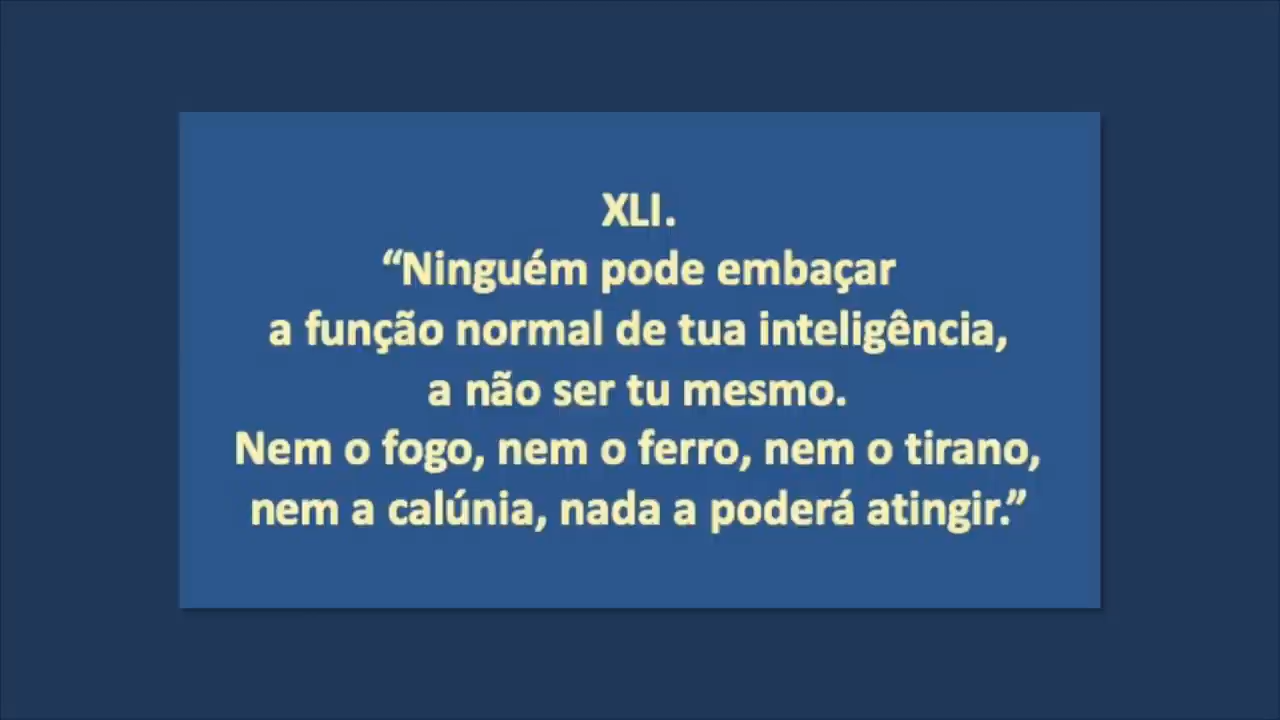 XLI.
“Ninguém pode embaçar
a função normal de tua inteligência,
a não ser tu mesmo.
Nem o fogo, nem o ferro, nem o tirano,
nem a calúnia, nada a poderá atingir.”